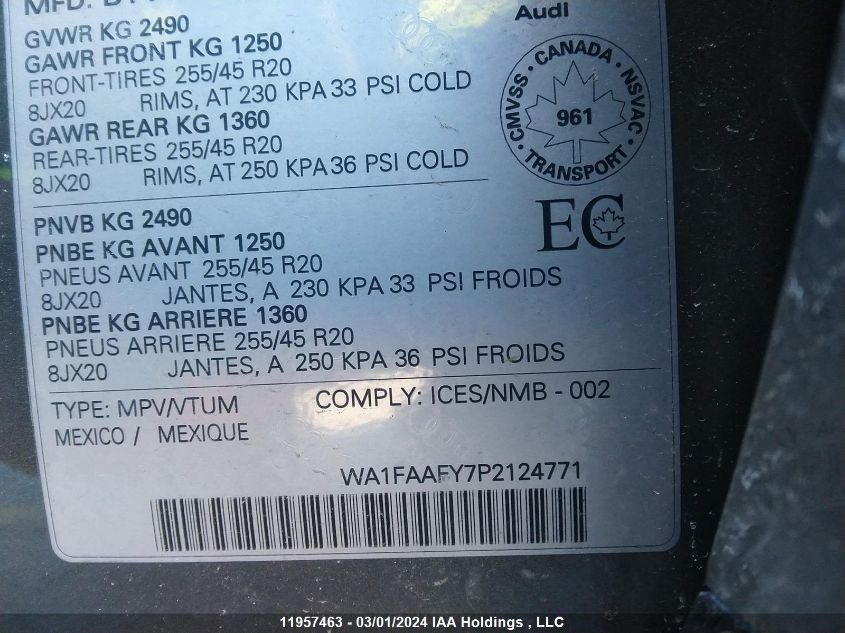 MFD. BY
Audi
GVWR KG 2490
GAWR FRONT KG 1250
FRONT-TIRES 255/45 R20
8JX20 RIMS, AT 230 KPA 33 PSI COLD
GAWR REAR KG 1360
REAR-TIRES 255/45 R20
8JX20 RIMS, AT 250 KPA 36 PSI COLD
CMVSS · CANADA · NSVAC · TRANSPORT ·
961
EC
PNVB KG 2490
PNBE KG AVANT 1250
PNEUS AVANT 255/45 R20
8JX20 JANTES, A 230 KPA 33 PSI FROIDS
PNBE KG ARRIERE 1360
PNEUS ARRIERE 255/45 R20
8JX20 JANTES, A 250 KPA 36 PSI FROIDS
TYPE: MPV/VTUM COMPLY: ICES/NMB - 002
MEXICO / MEXIQUE
WA1FAAFY7P2124771
11957463 - 03/01/2024 IAA Holdings , LLC